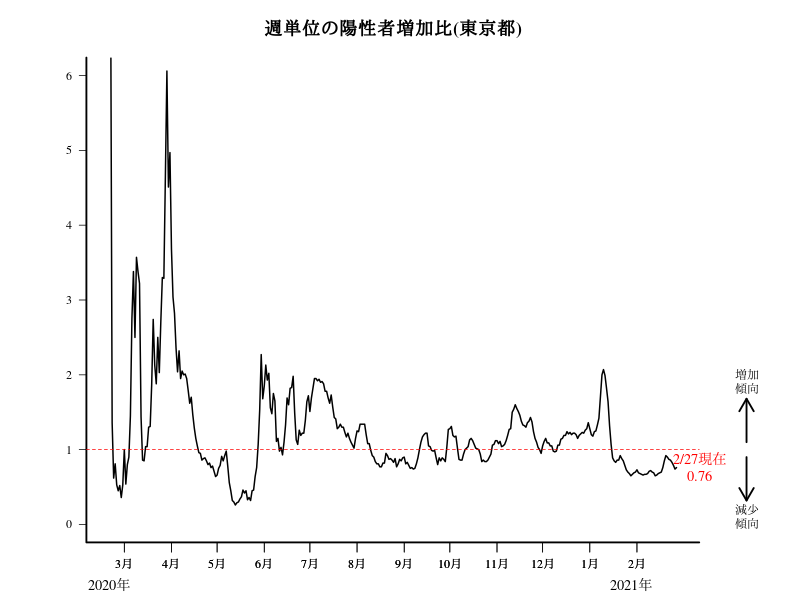 週単位の陽性者増加比(東京都)
6
5
4
3
2
1
0
増加
傾向
2/27現在
0.76
減少
傾向
3月 4月 5月 6月 7月 8月 9月 10月 11月 12月 1月 2月
2020年 2021年